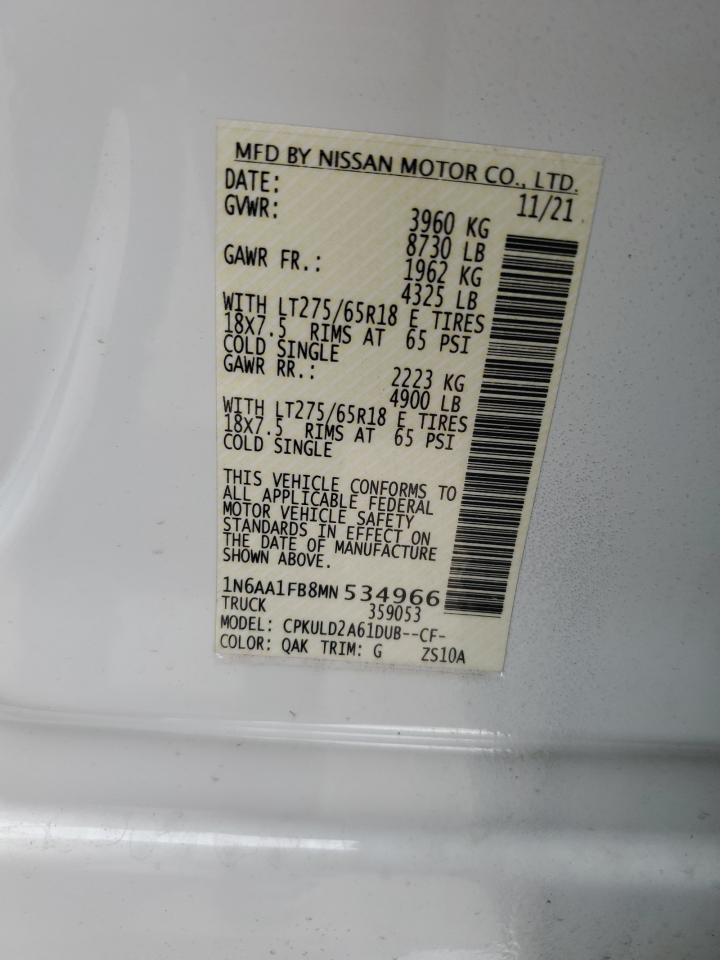 MFD BY NISSAN MOTOR CO., LTD.
DATE: 11/21
GVWR: 3960 KG
8730 LB
GAWR FR.: 1962 KG
4325 LB
WITH LT275/65R18 E TIRES
18X7.5 RIMS AT 65 PSI
COLD SINGLE
GAWR RR.: 2223 KG
4900 LB
WITH LT275/65R18 E TIRES
18X7.5 RIMS AT 65 PSI
COLD SINGLE
THIS VEHICLE CONFORMS TO
ALL APPLICABLE FEDERAL
MOTOR VEHICLE SAFETY
STANDARDS IN EFFECT ON
THE DATE OF MANUFACTURE
SHOWN ABOVE.
1N6AA1FB8MN534966
TRUCK 359053
MODEL: CPKULD2A61DUB--CF-
COLOR: QAK TRIM: G ZS10A